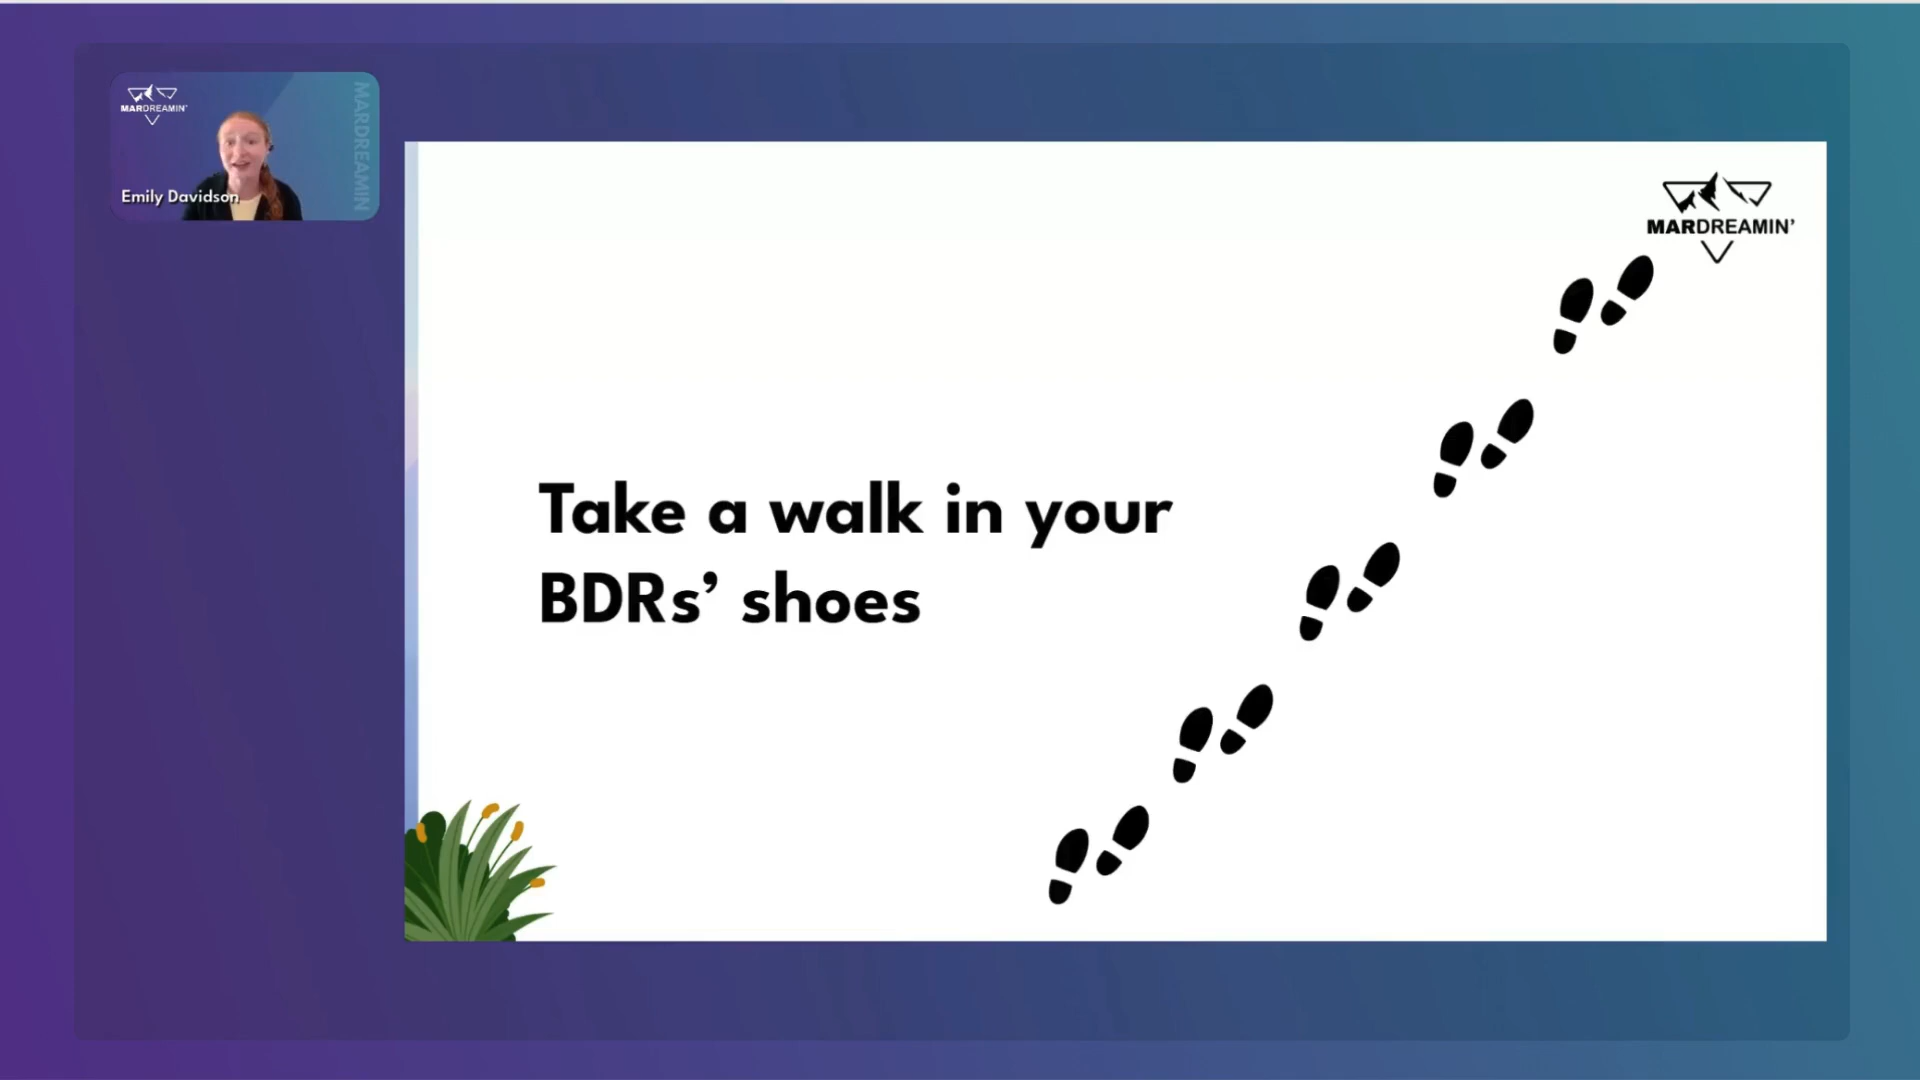 MARDREAMIN'
MARDREAMIN
Emily Davidson
MARDREAMIN'
Take a walk in your
BDRs' shoes